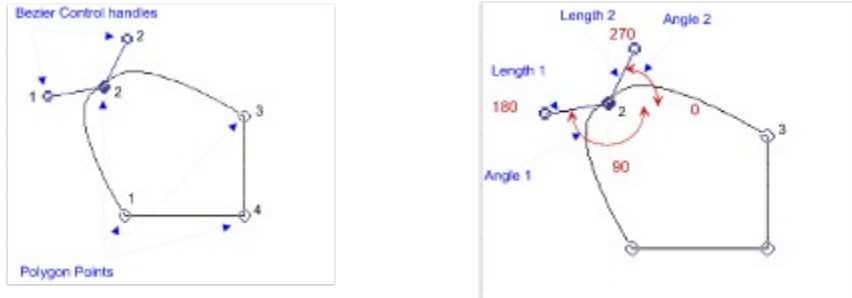 Bezier Control handles
2
1
2
3
1
4
Polygon Points
Length 2
Angle 2
270
Length 1
180
2
0
3
Angle 1
90